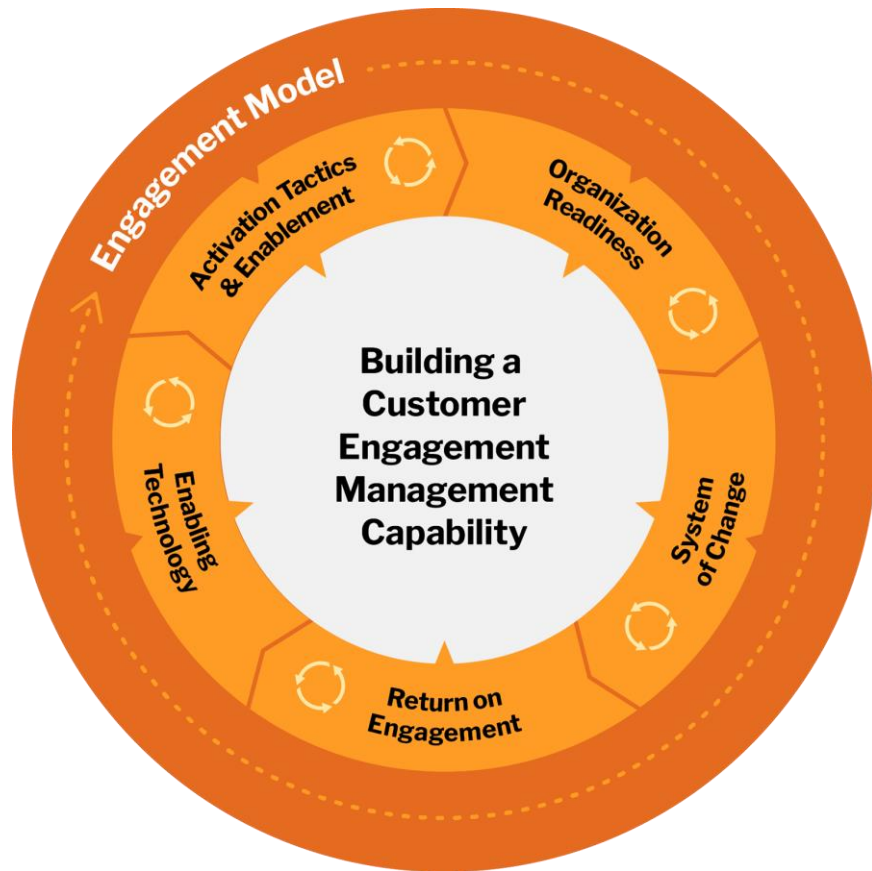 Engagement Model
Activation Tactics
& Enablement
Organization
Readiness
System
of Change
Return on
Engagement
Enabling
Technology
Building a
Customer
Engagement
Management
Capability